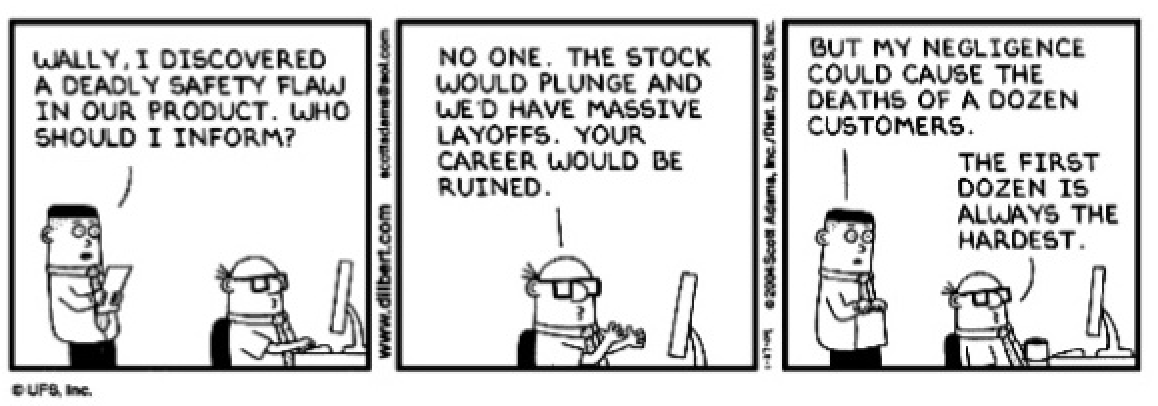 WALLY, I DISCOVERED
A DEADLY SAFETY FLAW
IN OUR PRODUCT. WHO
SHOULD I INFORM?
www.dilbert.com scottadams@aol.com
NO ONE. THE STOCK
WOULD PLUNGE AND
WE'D HAVE MASSIVE
LAYOFFS. YOUR
CAREER WOULD BE
RUINED.
© 2004 Scott Adams, Inc./Dist. by UFS, Inc.
BUT MY NEGLIGENCE
COULD CAUSE THE
DEATHS OF A DOZEN
CUSTOMERS.
THE FIRST
DOZEN IS
ALWAYS THE
HARDEST.
© UFS, Inc.